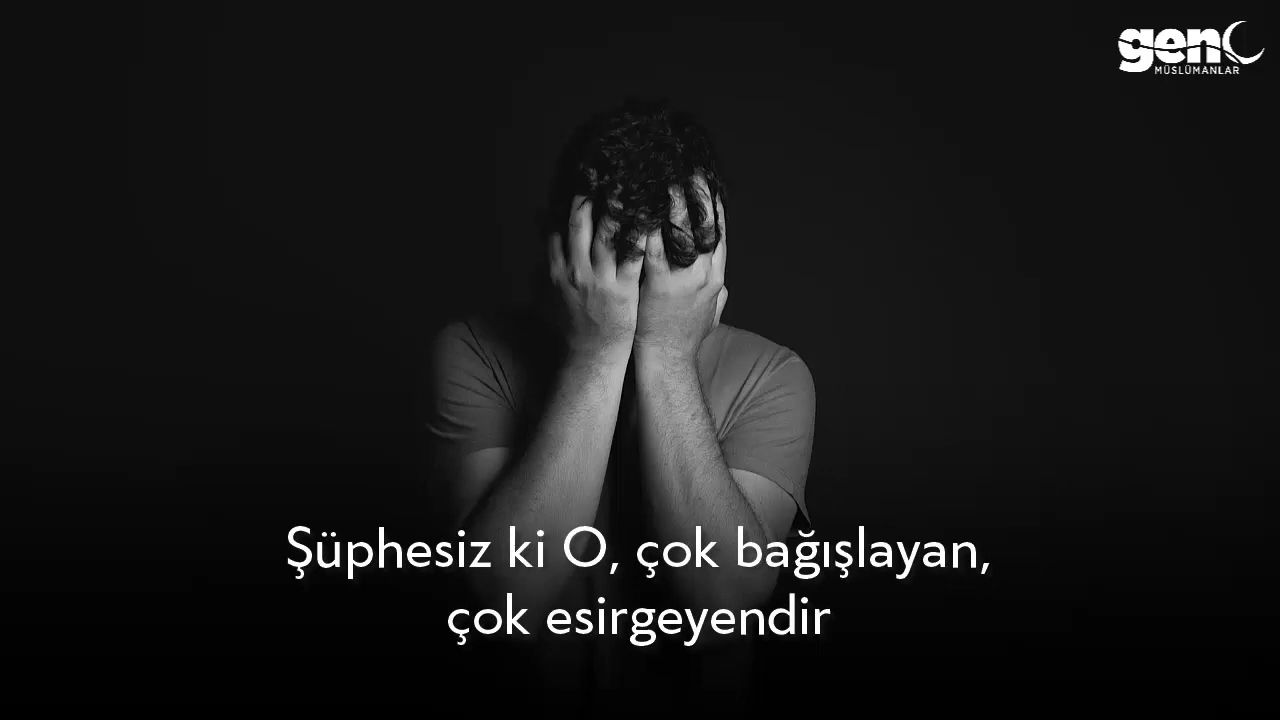 genç
MÜSLÜMANLAR
Şüphesiz ki O, çok bağışlayan,
çok esirgeyendir